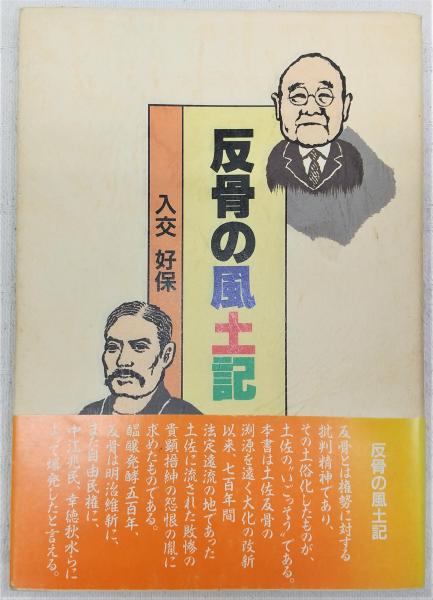 反骨の風土記
入交 好保
反骨の風土記
反骨とは権勢に対する
批判精神であり、
その土俗化したものが、
土佐の〝いごっそう〟である。
本書は土佐反骨の
渕源を遠く大化の改新
以来、七百年間
法定遠流の地であった
土佐に流された敗惨の
貴顕搢紳の怨恨の胤に
求めたものである。
醞醸発酵五百年、
反骨は明治維新に、
また自由民権に、
中江兆民、幸徳秋水らに
よって爆発したと言える。